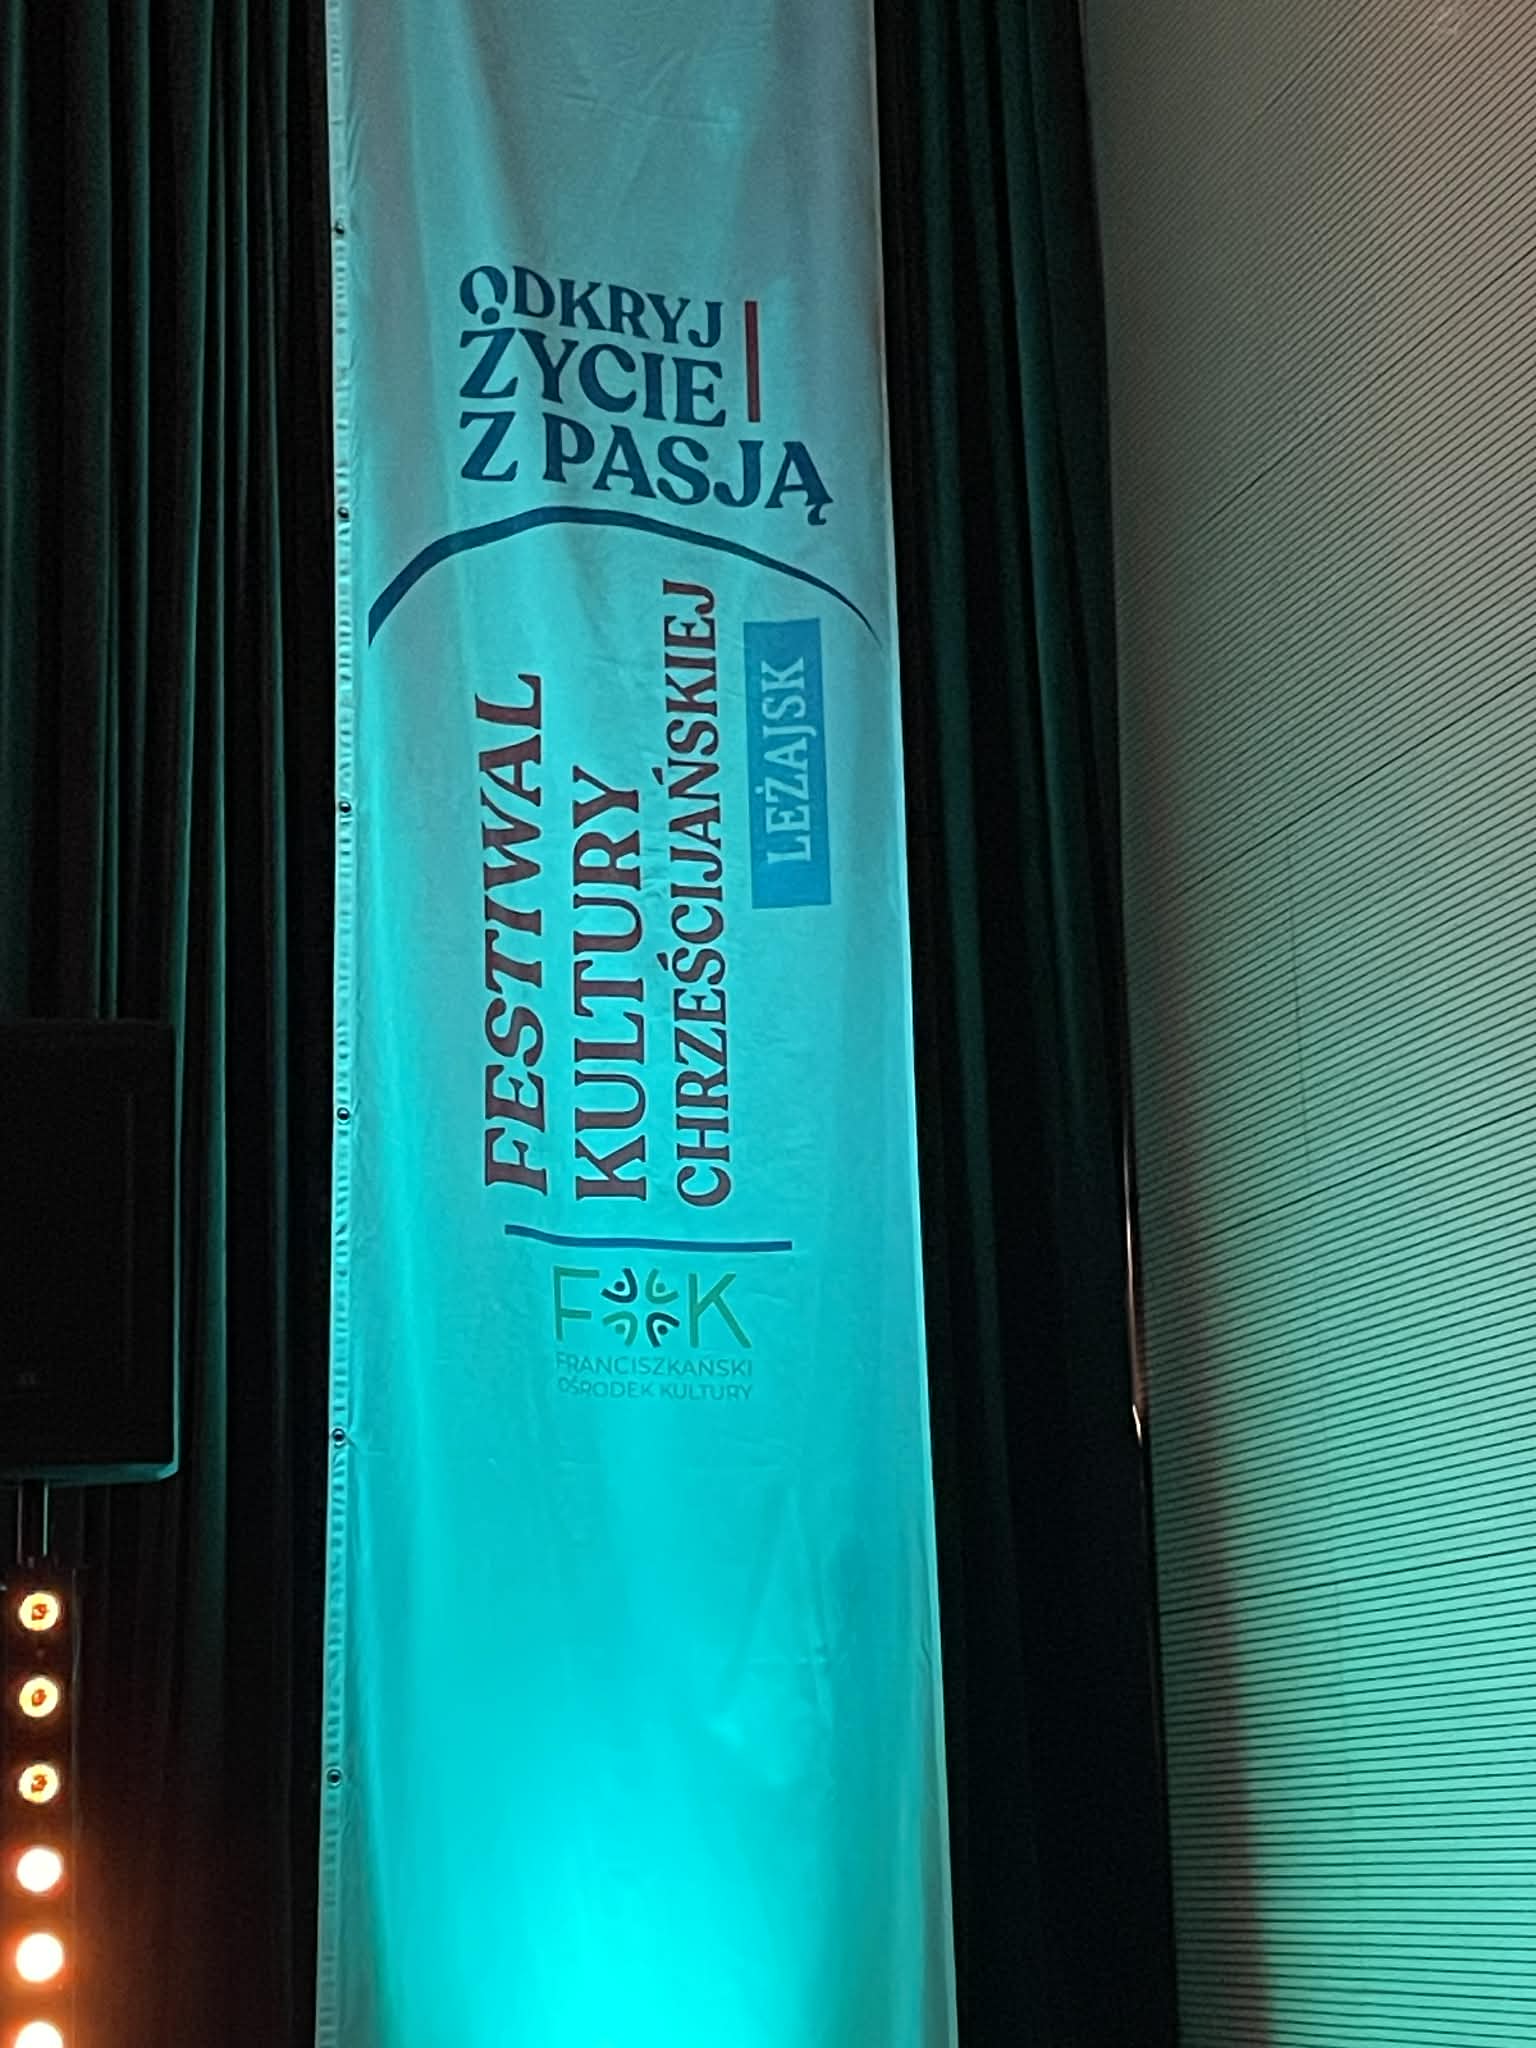 ODKRYJ
ŻYCIE
Z PASJĄ
FESTIWAL
KULTURY
CHRZEŚCIJAŃSKIEJ
LEŻAJSK
FOK
FRANCISZKAŃSKI
OŚRODEK KULTURY